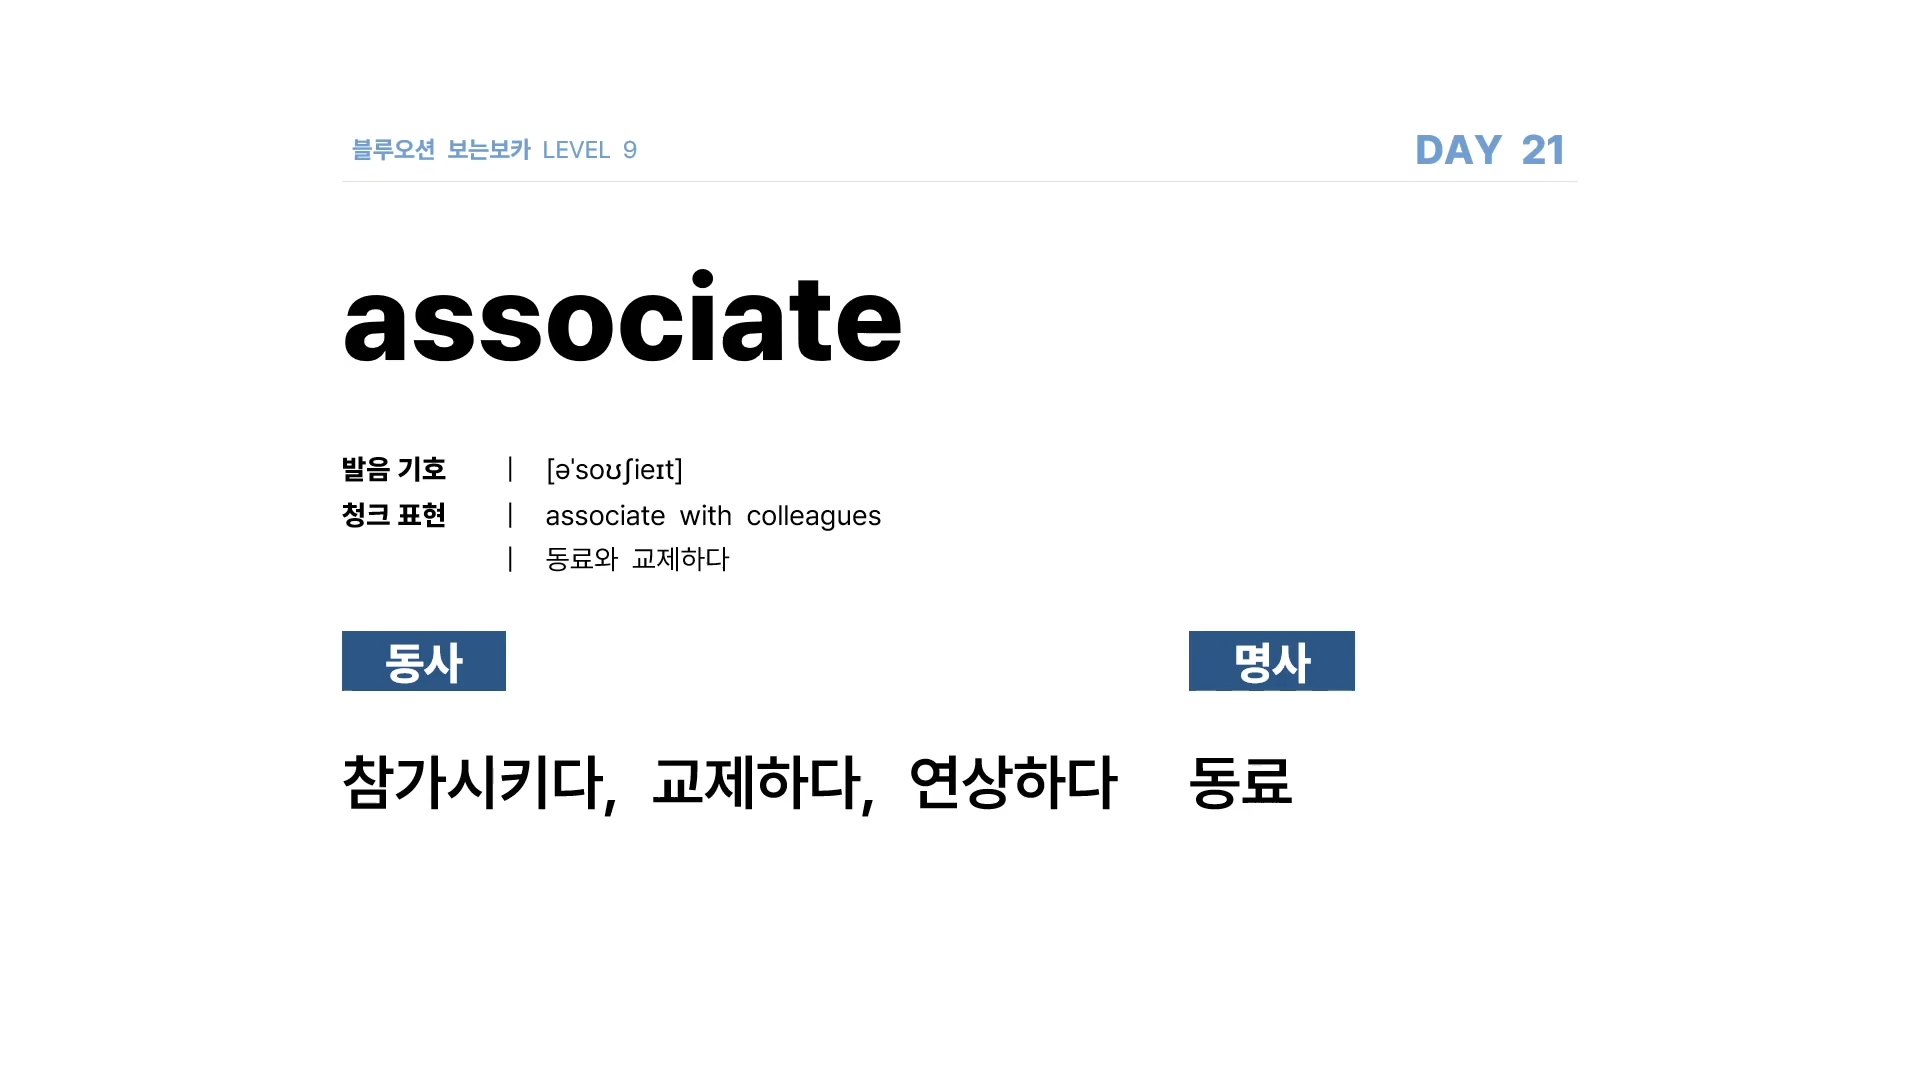 블루오션 보는보카 LEVEL 9
DAY 21
associate
발음 기호 | [əˈsoʊʃieɪt]
청크 표현 | associate with colleagues
| 동료와 교제하다
동사
명사
참가시키다, 교제하다, 연상하다
동료